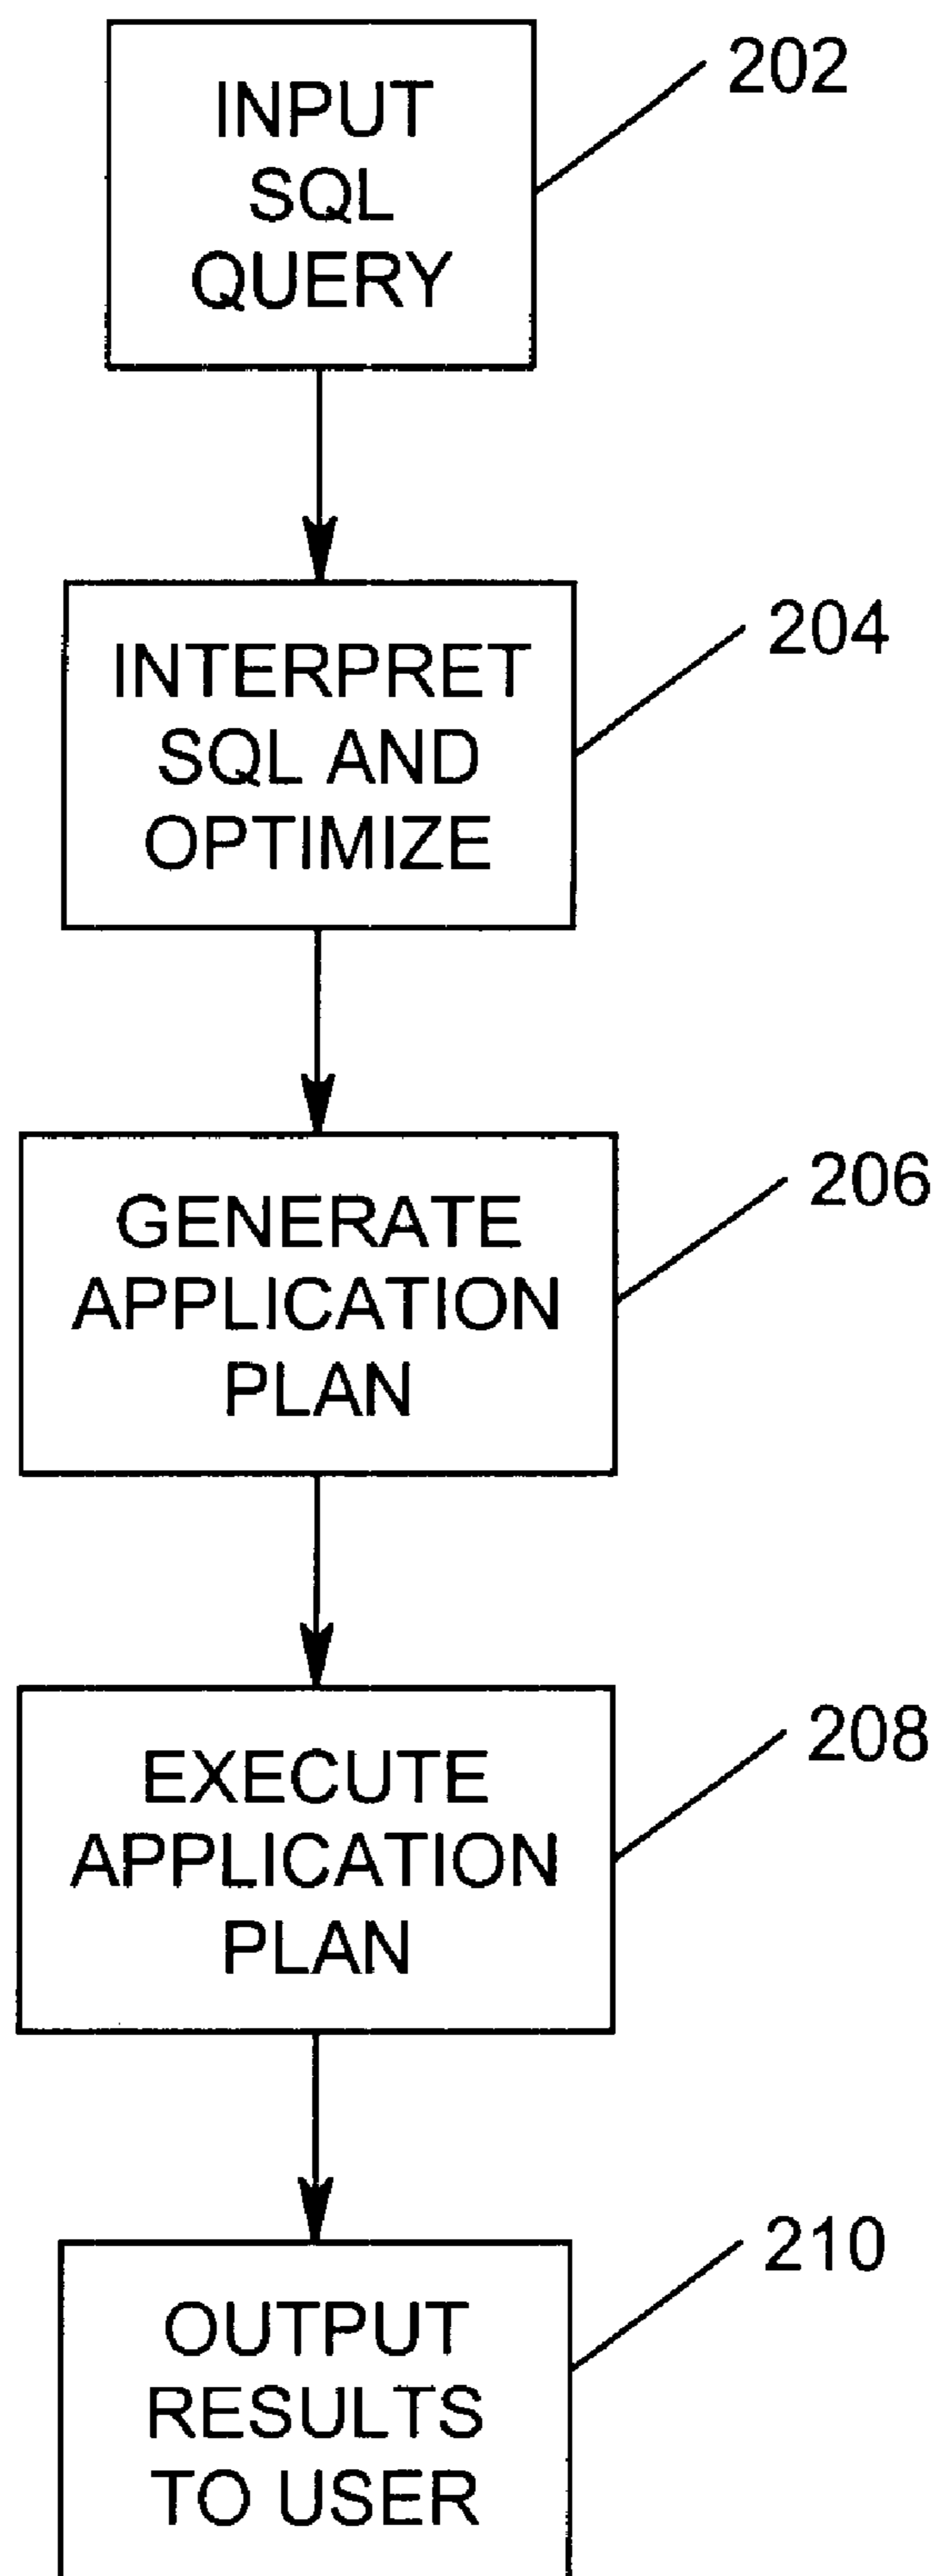 INPUT
SQL
QUERY
202
INTERPRET
SQL AND
OPTIMIZE
204
GENERATE
APPLICATION
PLAN
206
EXECUTE
APPLICATION
PLAN
208
OUTPUT
RESULTS
TO USER
210